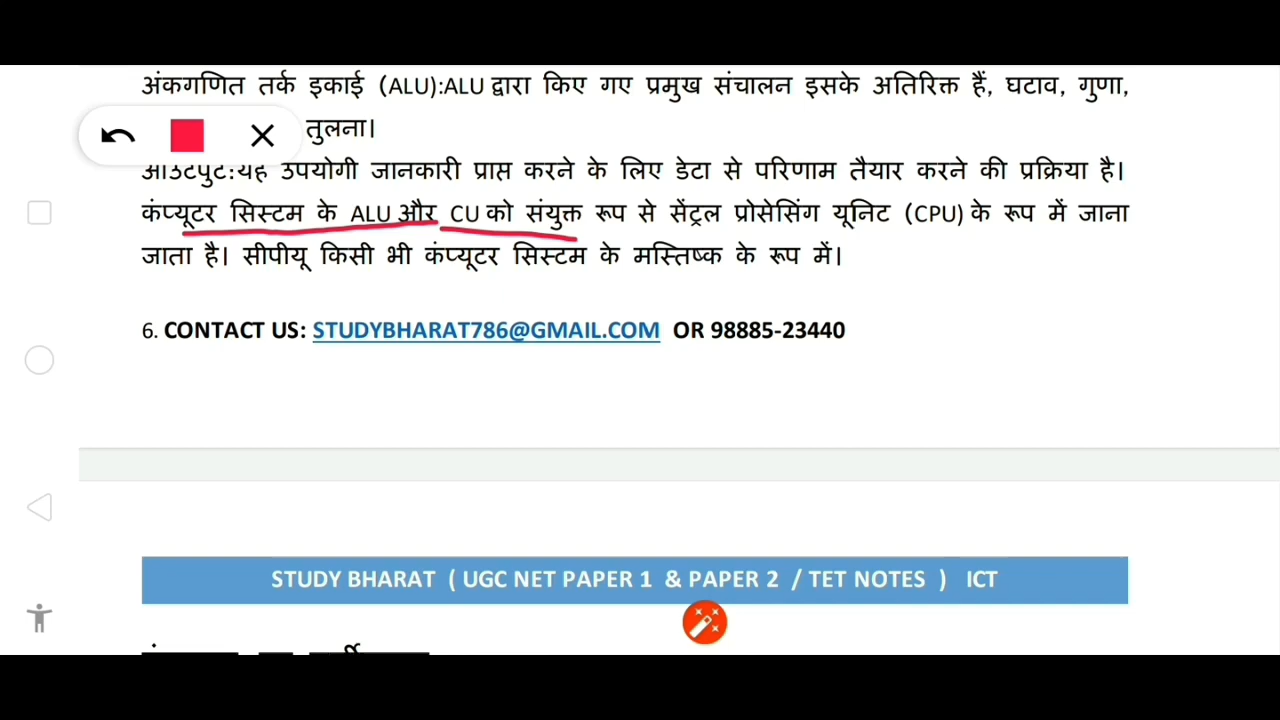 अंकगणित तर्क इकाई (ALU):ALU द्वारा किए गए प्रमुख संचालन इसके अतिरिक्त हैं, घटाव, गुणा,
तुलना।
आउटपुट:यह उपयोगी जानकारी प्राप्त करने के लिए डेटा से परिणाम तैयार करने की प्रक्रिया है।
कंप्यूटर सिस्टम के ALU और CU को संयुक्त रूप से सेंट्रल प्रोसेसिंग यूनिट (CPU) के रूप में जाना
जाता है। सीपीयू किसी भी कंप्यूटर सिस्टम के मस्तिष्क के रूप में।
6. CONTACT US: STUDYBHARAT786@GMAIL.COM OR 98885-23440
STUDY BHARAT ( UGC NET PAPER 1 & PAPER 2 / TET NOTES ) ICT